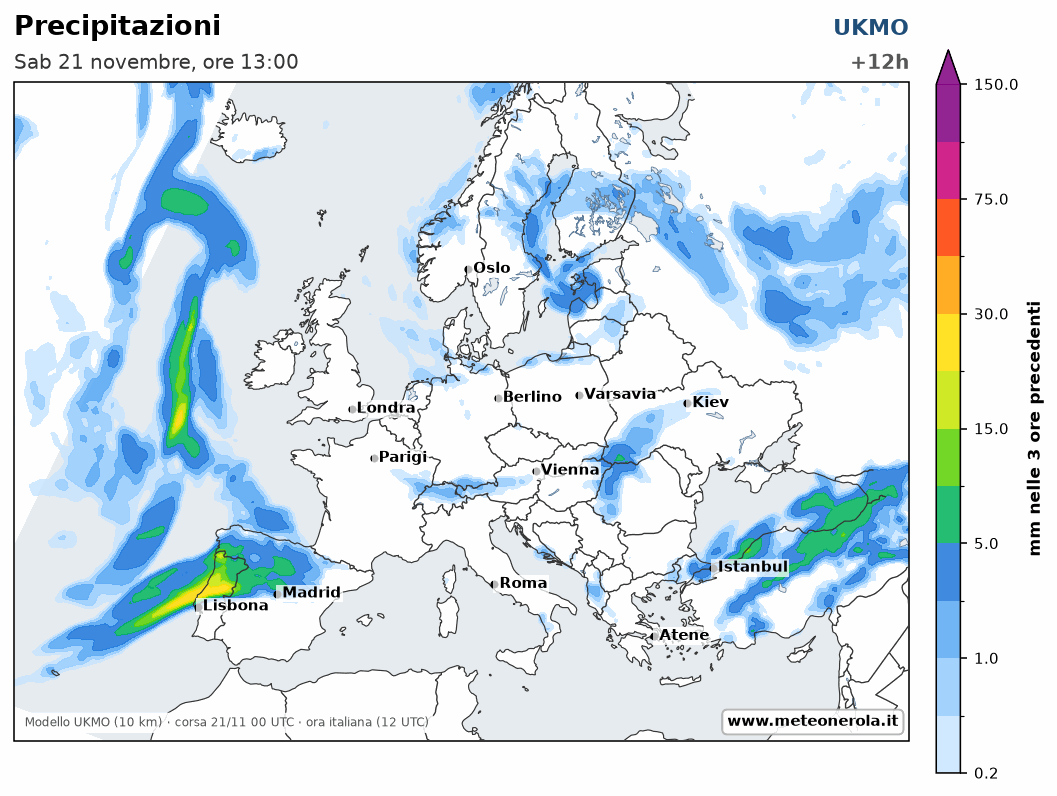 Precipitazioni
UKMO
Sab 21 novembre, ore 13:00
+12h
150.0
75.0
30.0
15.0
5.0
1.0
0.2
mm nelle 3 ore precedenti
Oslo
Berlino
Varsavia
Kiev
Londra
Parigi
Vienna
Istanbul
Roma
Madrid
Lisbona
Atene
Modello UKMO (10 km) · corsa 21/11 00 UTC · ora italiana (12 UTC)
www.meteonerola.it